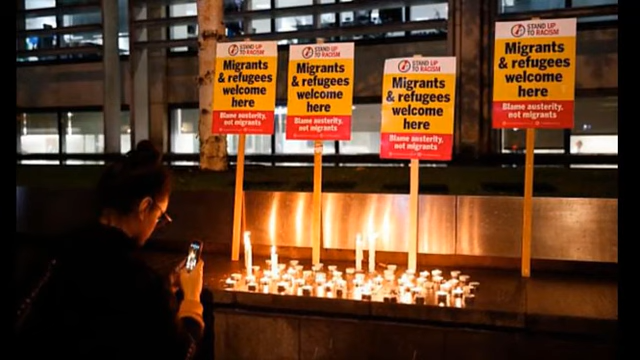 STAND UP
TO RACISM
Migrants
& refugees
welcome
here
Blame austerity,
not migrants
STAND UP
TO RACISM
Migrants
& refugees
welcome
here
Blame austerity,
not migrants
STAND UP
TO RACISM
Migrants
& refugees
welcome
here
Blame austerity,
not migrants
STAND UP
TO RACISM
Migrants
& refugees
welcome
here
Blame austerity,
not migrants